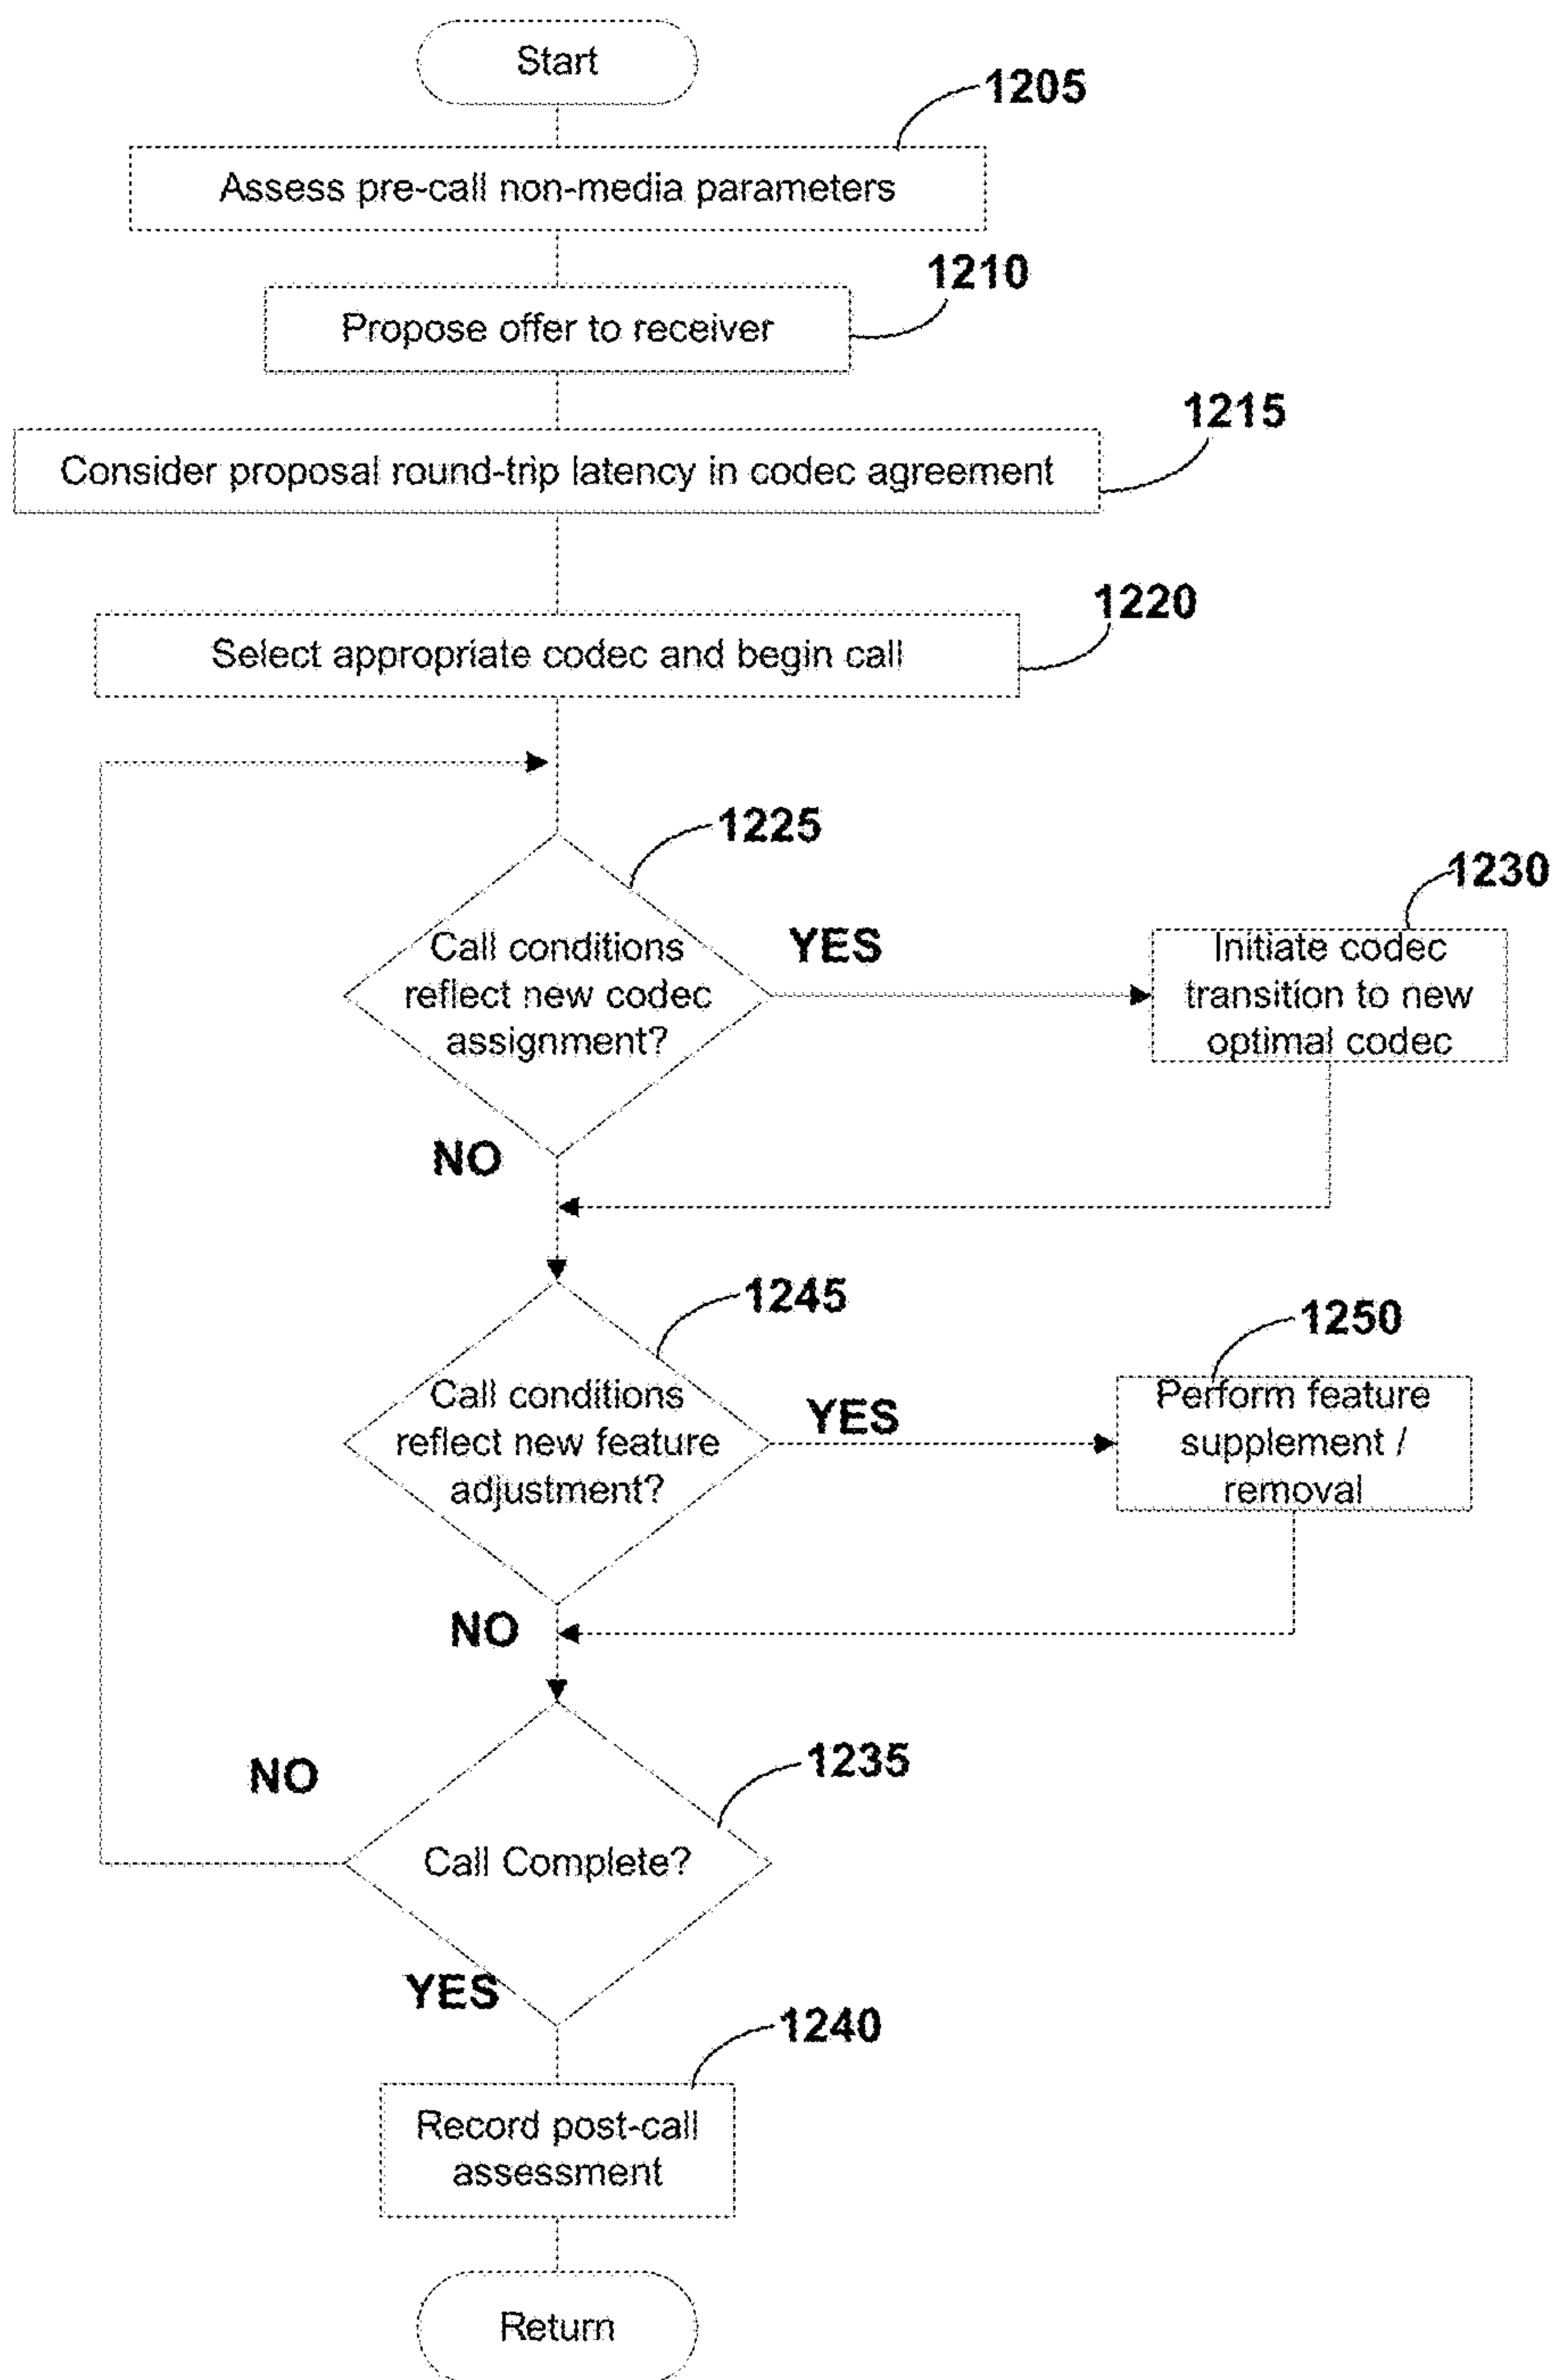 Start
1205
Assess pre-call non-media parameters
1210
Propose offer to receiver
1215
Consider proposal round-trip latency in codec agreement
1220
Select appropriate codec and begin call
1225
Call conditions
reflect new codec
assignment?
YES
1230
Initiate codec
transition to new
optimal codec
NO
1245
Call conditions
reflect new feature
adjustment?
YES
1250
Perform feature
supplement /
removal
NO
1235
Call Complete?
NO
YES
1240
Record post-call
assessment
Return